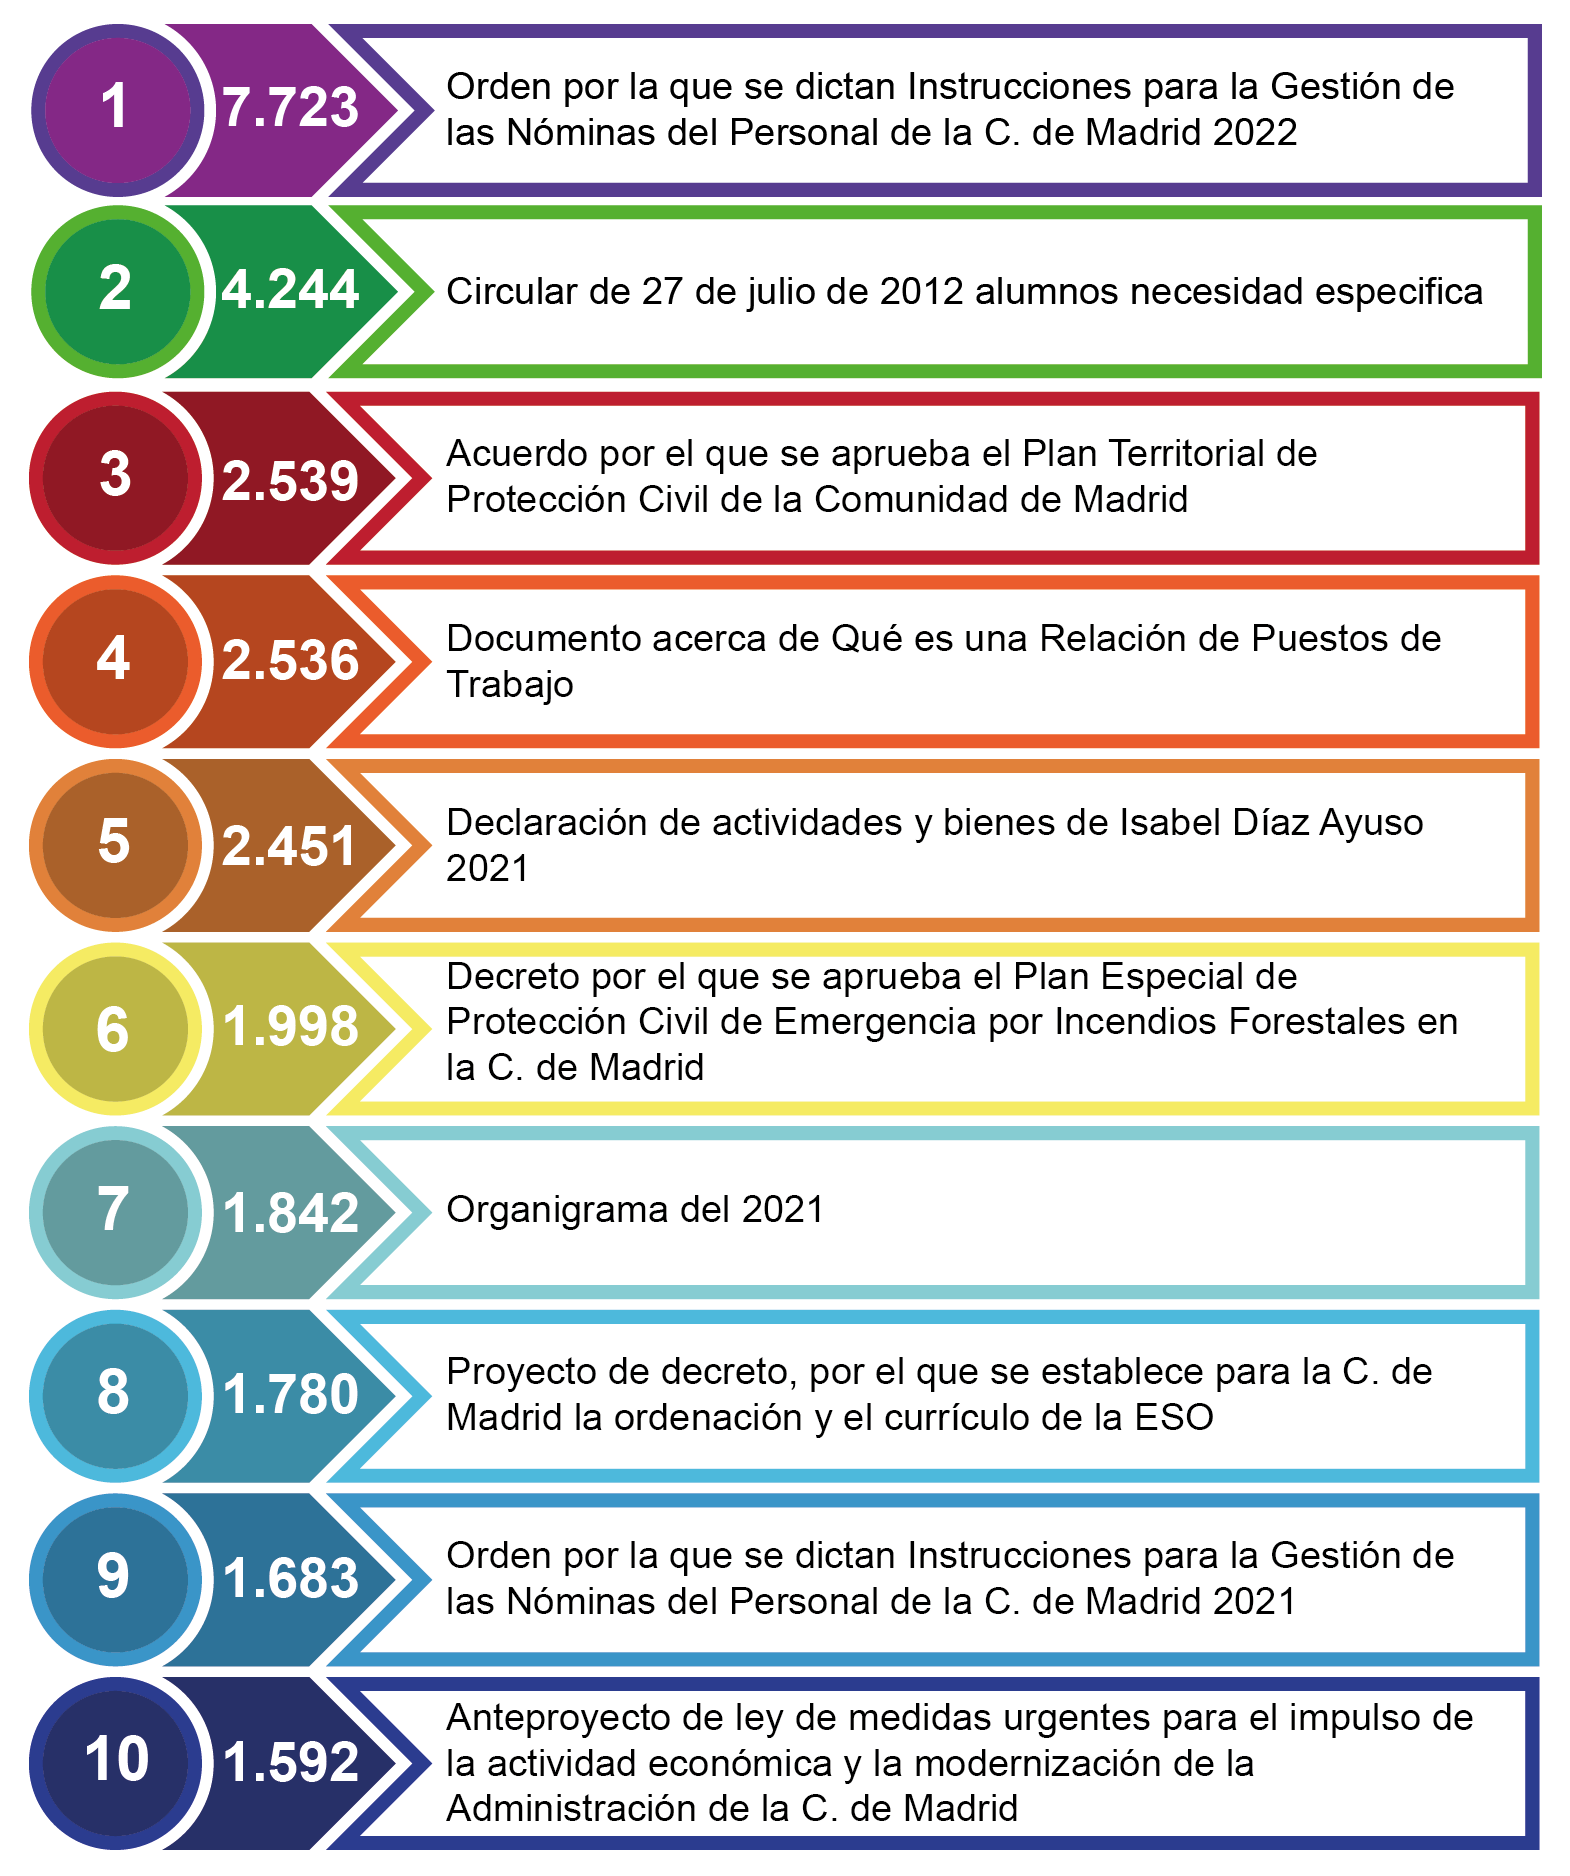 1
7.723
Orden por la que se dictan Instrucciones para la Gestión de
las Nóminas del Personal de la C. de Madrid 2022
2
4.244
Circular de 27 de julio de 2012 alumnos necesidad especifica
3
2.539
Acuerdo por el que se aprueba el Plan Territorial de
Protección Civil de la Comunidad de Madrid
4
2.536
Documento acerca de Qué es una Relación de Puestos de
Trabajo
5
2.451
Declaración de actividades y bienes de Isabel Díaz Ayuso
2021
6
1.998
Decreto por el que se aprueba el Plan Especial de
Protección Civil de Emergencia por Incendios Forestales en
la C. de Madrid
7
1.842
Organigrama del 2021
8
1.780
Proyecto de decreto, por el que se establece para la C. de
Madrid la ordenación y el currículo de la ESO
9
1.683
Orden por la que se dictan Instrucciones para la Gestión de
las Nóminas del Personal de la C. de Madrid 2021
10
1.592
Anteproyecto de ley de medidas urgentes para el impulso de
la actividad económica y la modernización de la
Administración de la C. de Madrid